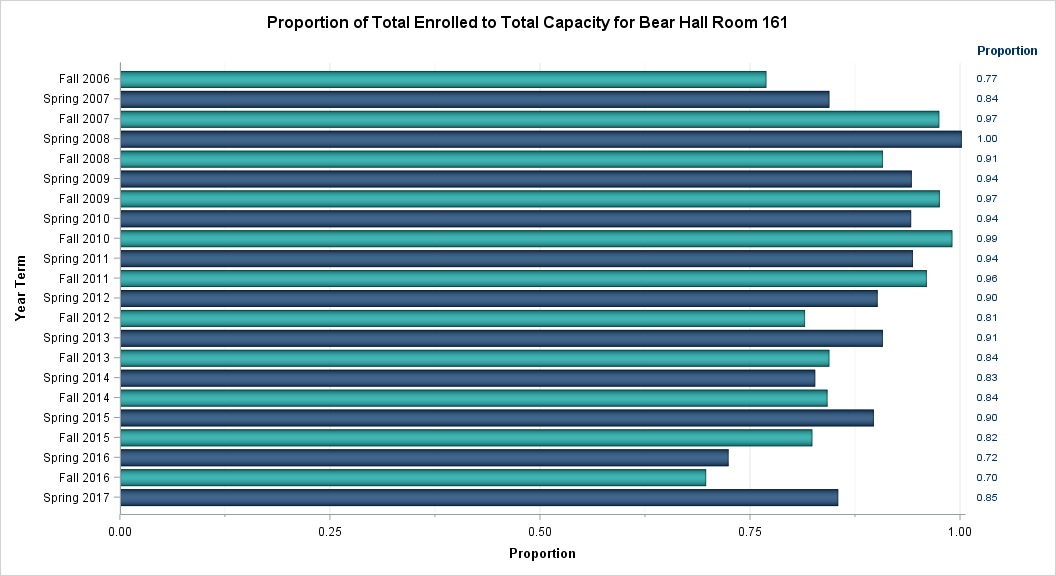 Proportion of Total Enrolled to Total Capacity for Bear Hall Room 161
Proportion
Fall 2006 0.77
Spring 2007 0.84
Fall 2007 0.97
Spring 2008 1.00
Fall 2008 0.91
Spring 2009 0.94
Fall 2009 0.97
Spring 2010 0.94
Fall 2010 0.99
Spring 2011 0.94
Fall 2011 0.96
Spring 2012 0.90
Fall 2012 0.81
Spring 2013 0.91
Fall 2013 0.84
Spring 2014 0.83
Fall 2014 0.84
Spring 2015 0.90
Fall 2015 0.82
Spring 2016 0.72
Fall 2016 0.70
Spring 2017 0.85
Year Term
0.00 0.25 0.50 0.75 1.00
Proportion